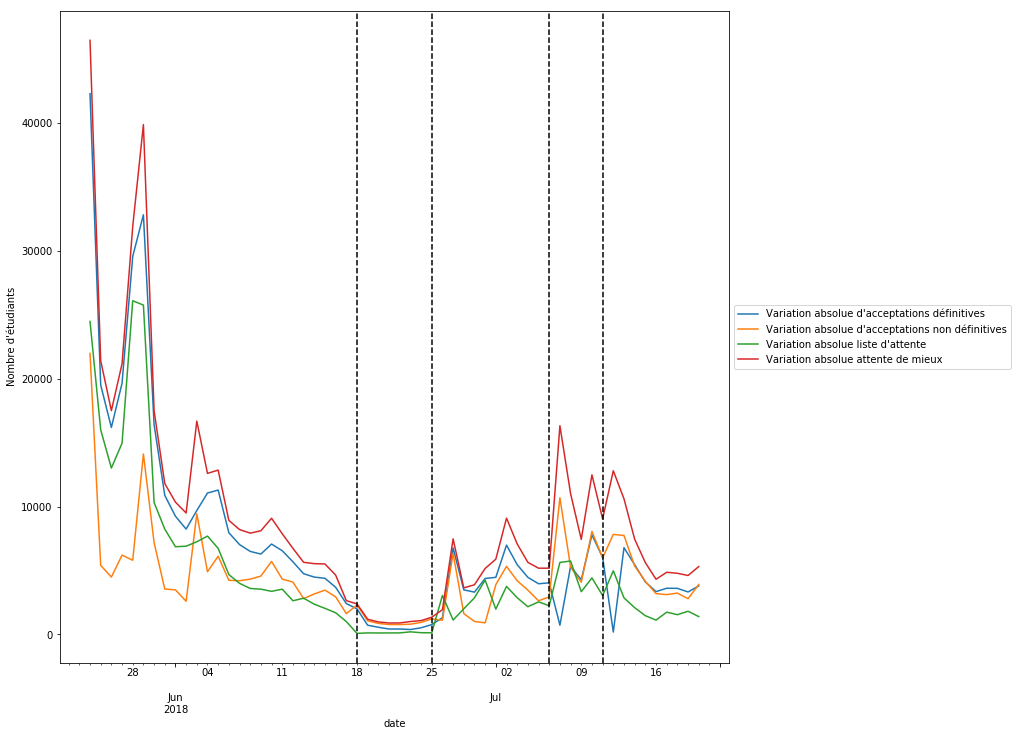 40000
30000
20000
10000
0
Nombre d'étudiants
28 04 11 18 25 02 09 16
Jun Jul
2018
date
Variation absolue d'acceptations définitives
Variation absolue d'acceptations non définitives
Variation absolue liste d'attente
Variation absolue attente de mieux